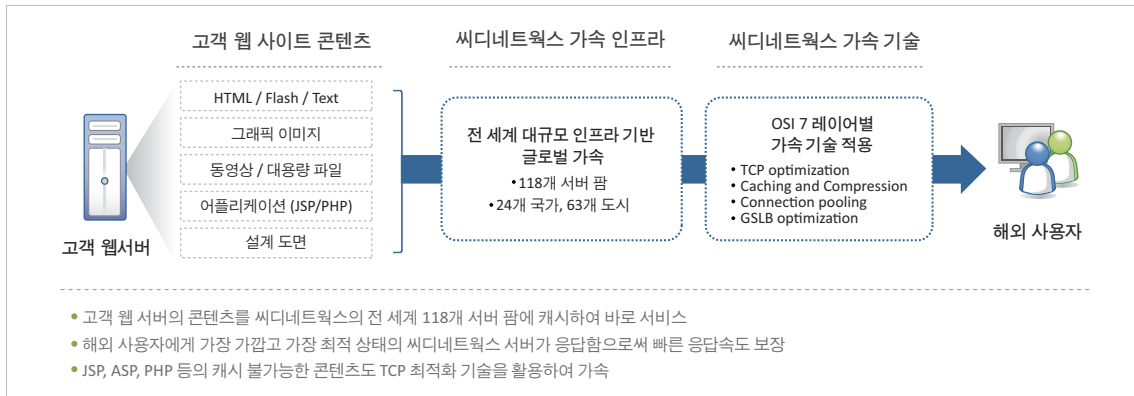 고객 웹 사이트 콘텐츠
씨디네트웍스 가속 인프라
씨디네트웍스 가속 기술
HTML / Flash / Text
그래픽 이미지
동영상 / 대용량 파일
어플리케이션 (JSP/PHP)
설계 도면
고객 웹서버
전 세계 대규모 인프라 기반
글로벌 가속
•118개 서버 팜
•24개 국가, 63개 도시
OSI 7 레이어별
가속 기술 적용
• TCP optimization
• Caching and Compression
• Connection pooling
• GSLB optimization
해외 사용자
• 고객 웹 서버의 콘텐츠를 씨디네트웍스의 전 세계 118개 서버 팜에 캐시하여 바로 서비스
• 해외 사용자에게 가장 가깝고 가장 최적 상태의 씨디네트웍스 서버가 응답함으로써 빠른 응답속도 보장
• JSP, ASP, PHP 등의 캐시 불가능한 콘텐츠도 TCP 최적화 기술을 활용하여 가속